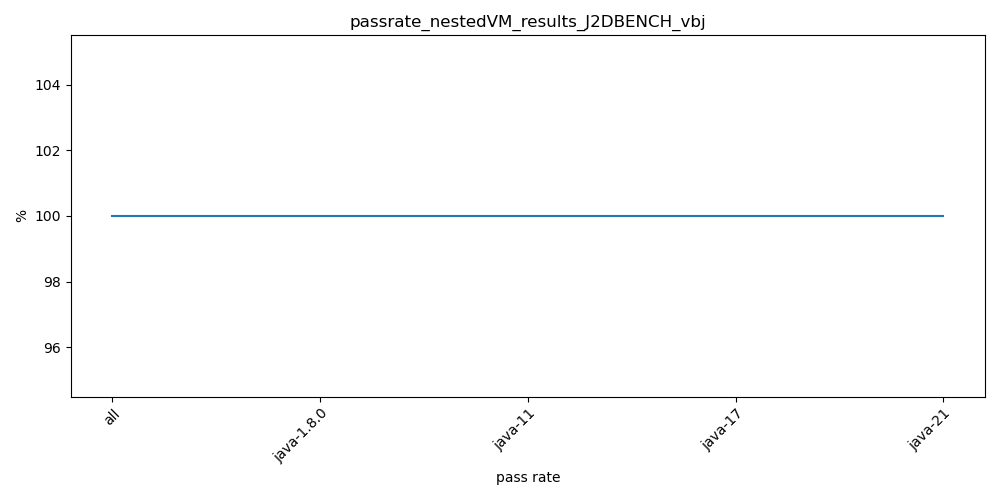 passrate_nestedVM_results_J2DBENCH_vbj
104
102
100
98
96
%
all
java-1.8.0
java-11
java-17
java-21
pass rate